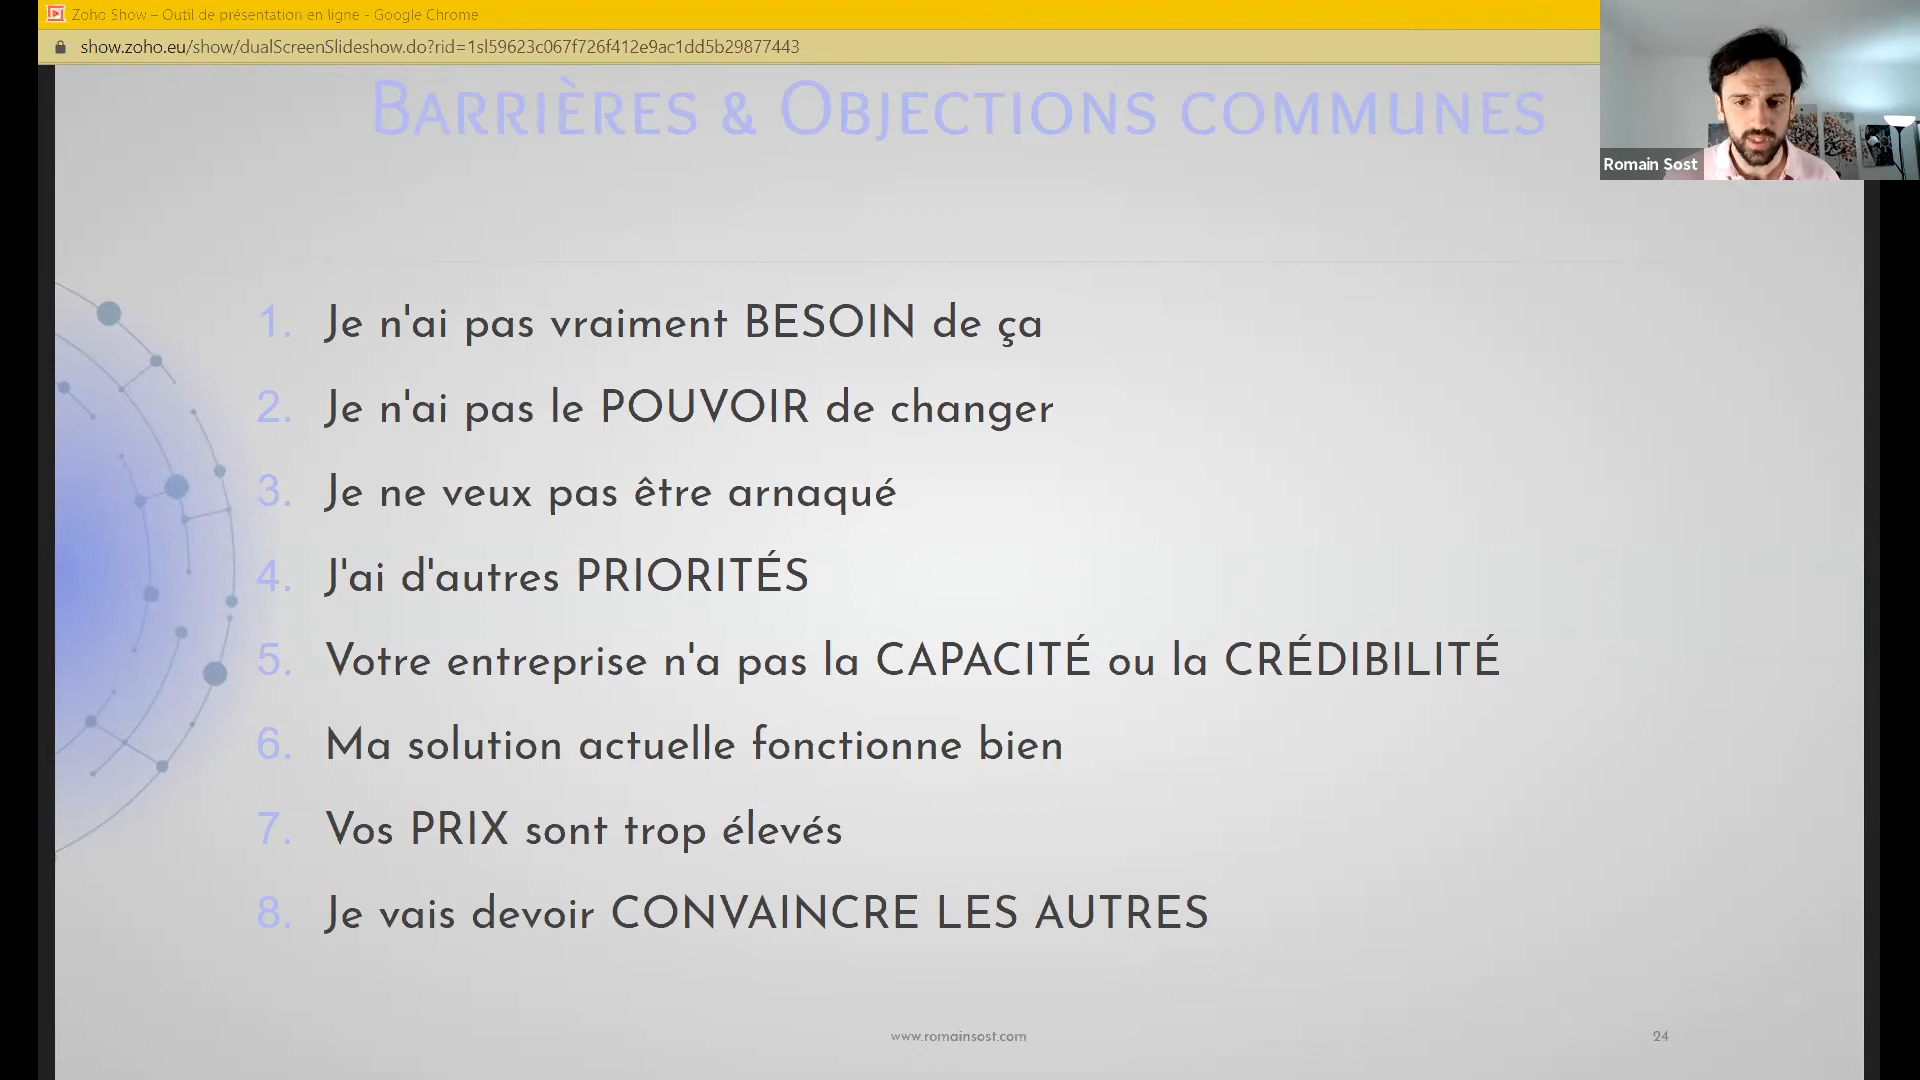 Zoho Show – Outil de présentation en ligne - Google Chrome
show.zoho.eu/show/dualScreenSlideshow.do?rid=1sl59623c067f726f412e9ac1dd5b29877443
Barrières & Objections communes
Romain Sost
1. Je n'ai pas vraiment BESOIN de ça
2. Je n'ai pas le POUVOIR de changer
3. Je ne veux pas être arnaqué
4. J'ai d'autres PRIORITÉS
5. Votre entreprise n'a pas la CAPACITÉ ou la CRÉDIBILITÉ
6. Ma solution actuelle fonctionne bien
7. Vos PRIX sont trop élevés
8. Je vais devoir CONVAINCRE LES AUTRES
www.romainsost.com
24